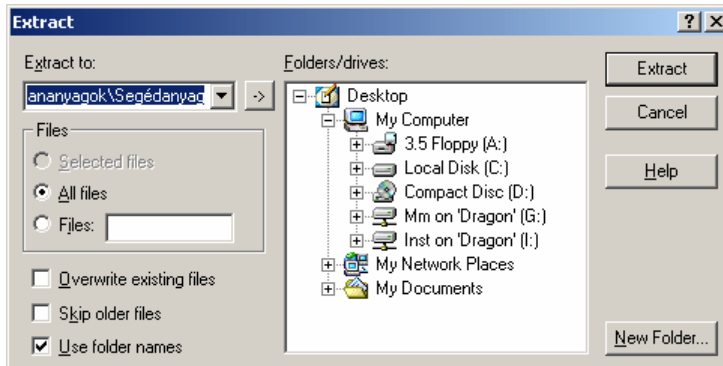 Extract
Extract to:
ananyagok\Segédanyag
->
Files
Selected files
All files
Files:
Overwrite existing files
Skip older files
Use folder names
Folders/drives:
Desktop
My Computer
3.5 Floppy (A:)
Local Disk (C:)
Compact Disc (D:)
Mm on 'Dragon' (G:)
Inst on 'Dragon' (I:)
My Network Places
My Documents
Extract
Cancel
Help
New Folder...